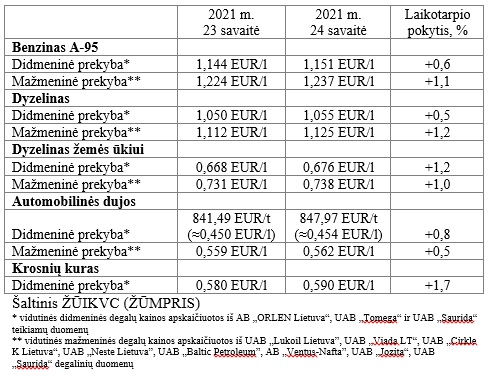 2021 m. 23 savaitė	2021 m. 24 savaitė	Laikotarpio pokytis, %
Benzinas A-95
Didmeninė prekyba*	1,144 EUR/l	1,151 EUR/l	+0,6
Mažmeninė prekyba**	1,224 EUR/l	1,237 EUR/l	+1,1
Dyzelinas
Didmeninė prekyba*	1,050 EUR/l	1,055 EUR/l	+0,5
Mažmeninė prekyba**	1,112 EUR/l	1,125 EUR/l	+1,2
Dyzelinas žemės ūkiui
Didmeninė prekyba*	0,668 EUR/l	0,676 EUR/l	+1,2
Mažmeninė prekyba**	0,731 EUR/l	0,738 EUR/l	+1,0
Automobilinės dujos
Didmeninė prekyba*	841,49 EUR/t (≈0,450 EUR/l)	847,97 EUR/t (≈0,454 EUR/l)	+0,8
Mažmeninė prekyba**	0,559 EUR/l	0,562 EUR/l	+0,5
Krosnių kuras
Didmeninė prekyba*	0,580 EUR/l	0,590 EUR/l	+1,7
Šaltinis ŽŪIKVC (ŽŪMPRIS)
* vidutinės didmeninės degalų kainos apskaičiuotos iš AB „ORLEN Lietuva“, UAB „Tomega“ ir UAB „Saurida“
teikiamų duomenų
** vidutinės mažmeninės degalų kainos apskaičiuotos iš UAB „Lukoil Lietuva”, UAB „Viada LT“, UAB „Cirkle
K Lietuva“, UAB „Neste Lietuva”, UAB „Baltic Petroleum”, AB „Ventus-Nafta”, UAB „Jozita”, UAB
„Saurida“ degalinių duomenų